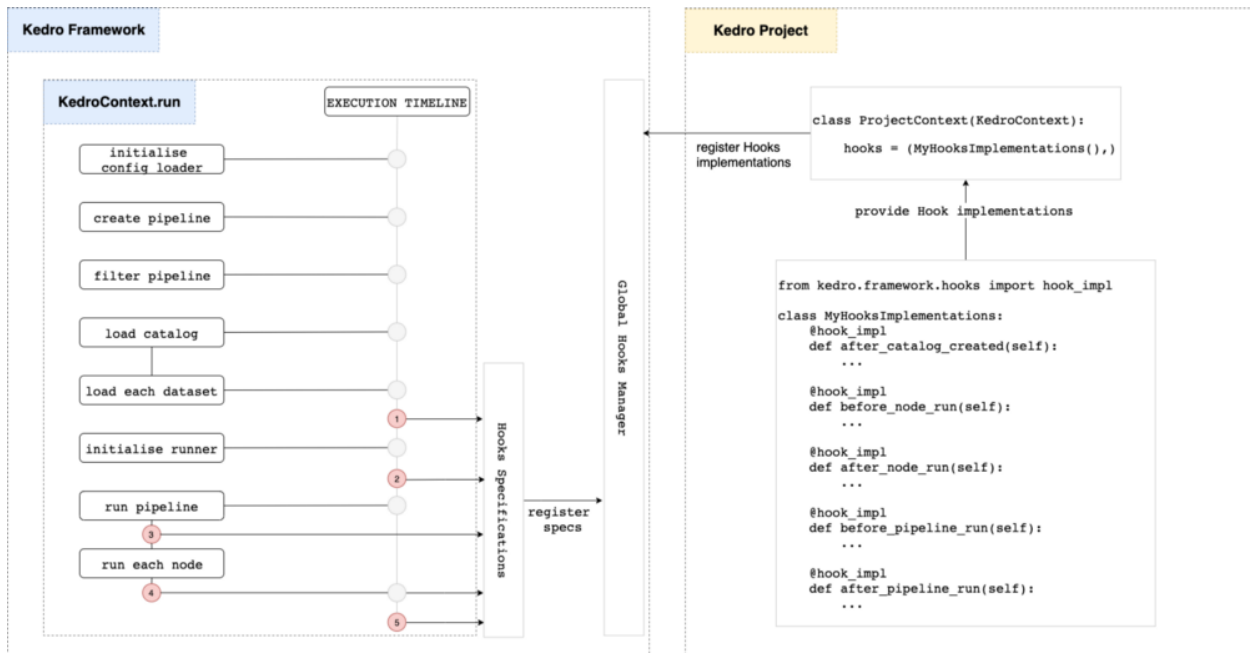 Kedro Framework
KedroContext.run
EXECUTION TIMELINE
initialise
config loader
create pipeline
filter pipeline
load catalog
load each dataset
1
initialise runner
2
run pipeline
3
run each node
4
5
Hooks Specifications
register
specs
Global Hooks Manager
Kedro Project
register Hooks
implementations
class ProjectContext(KedroContext):
hooks = (MyHooksImplementations(),)
provide Hook implementations
from kedro.framework.hooks import hook_impl
class MyHooksImplementations:
@hook_impl
def after_catalog_created(self):
...
@hook_impl
def before_node_run(self):
...
@hook_impl
def after_node_run(self):
...
@hook_impl
def before_pipeline_run(self):
...
@hook_impl
def after_pipeline_run(self):
...